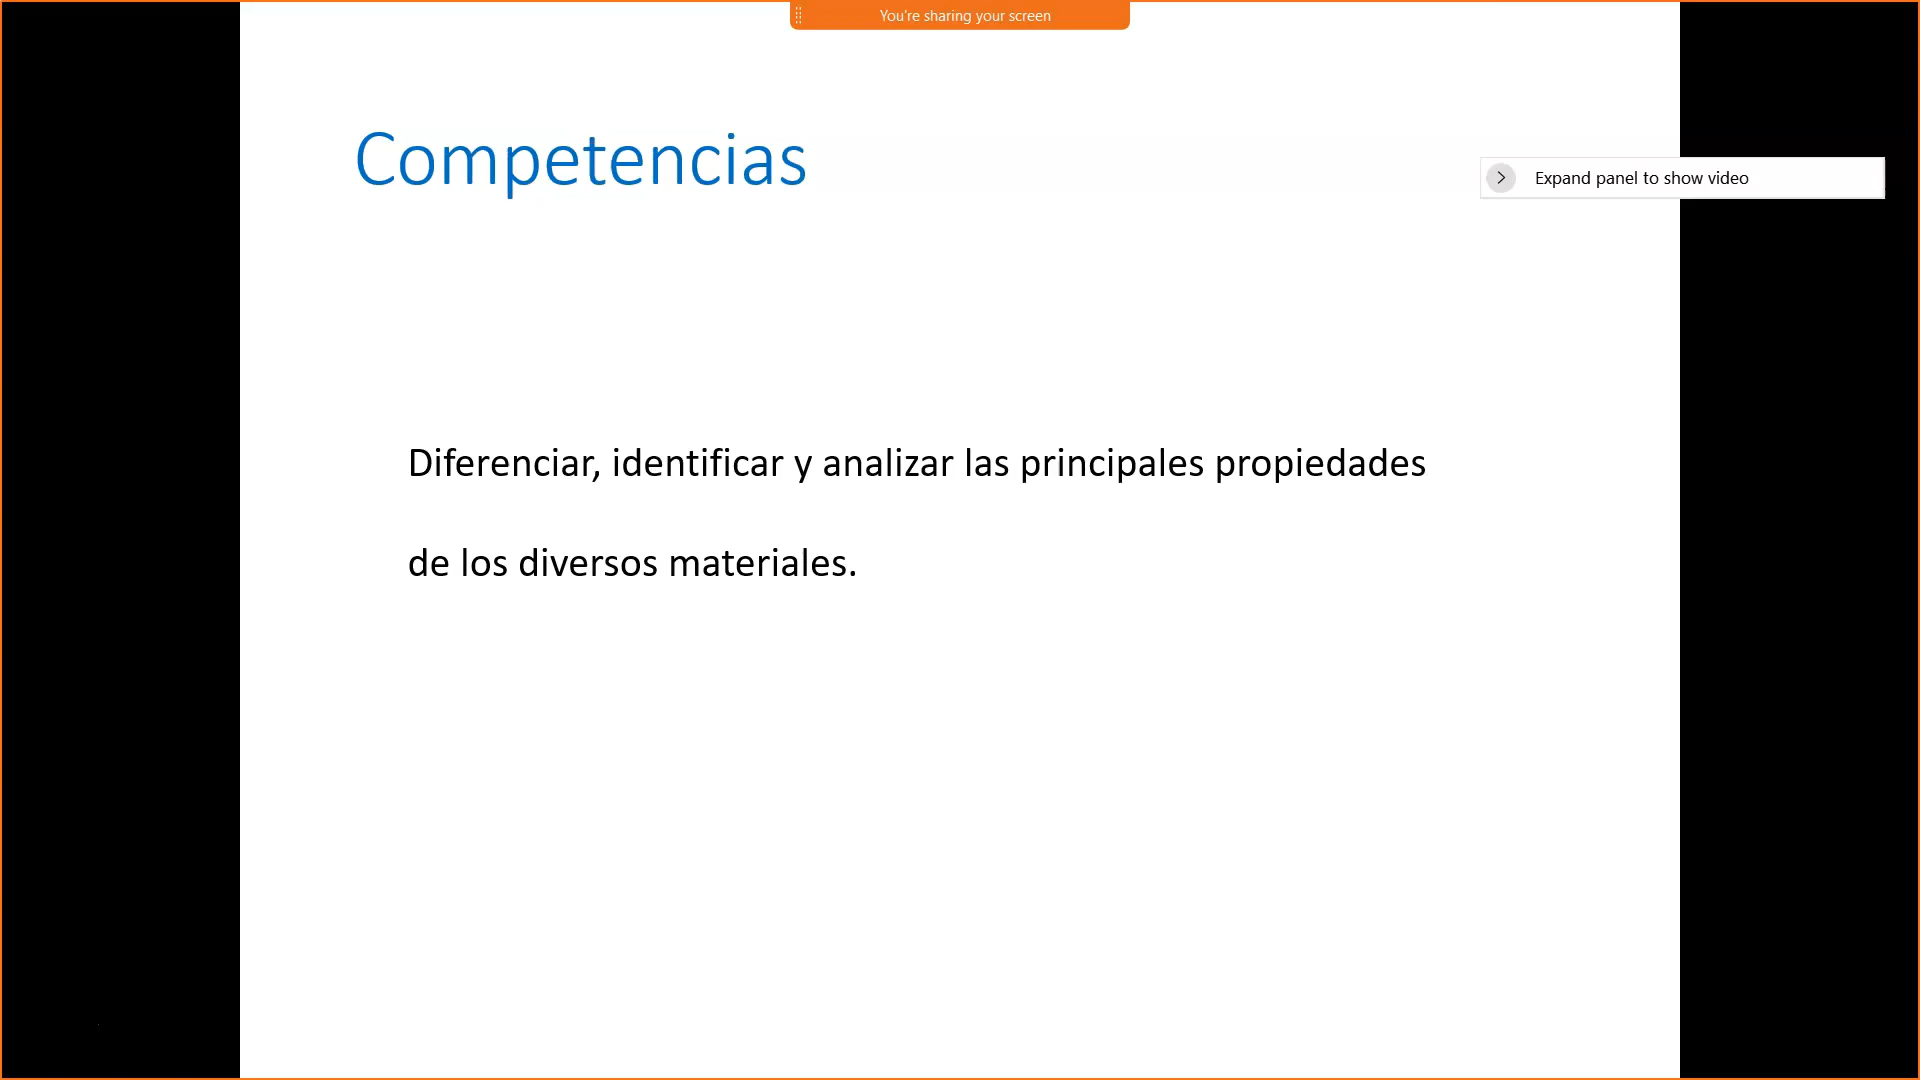 You're sharing your screen
Competencias
Expand panel to show video
Diferenciar, identificar y analizar las principales propiedades
de los diversos materiales.